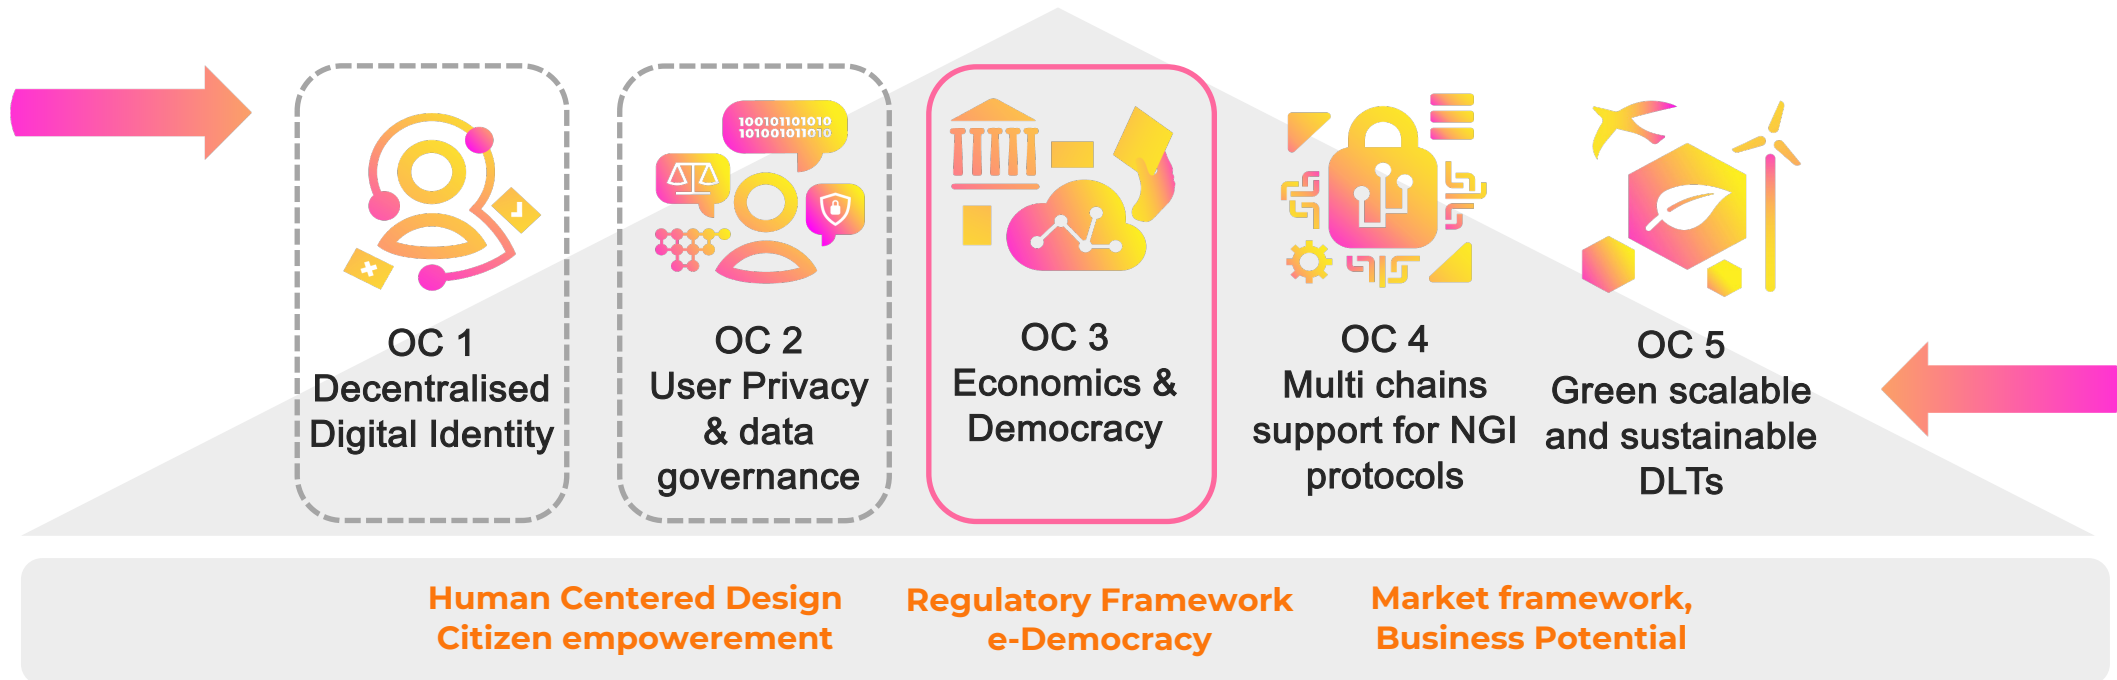 100101101010
101001011010
OC 1
Decentralised
Digital Identity
OC 2
User Privacy
& data
governance
OC 3
Economics &
Democracy
OC 4
Multi chains
support for NGI
protocols
OC 5
Green scalable
and sustainable
DLTs
Human Centered Design
Citizen empowerement
Regulatory Framework
e-Democracy
Market framework,
Business Potential